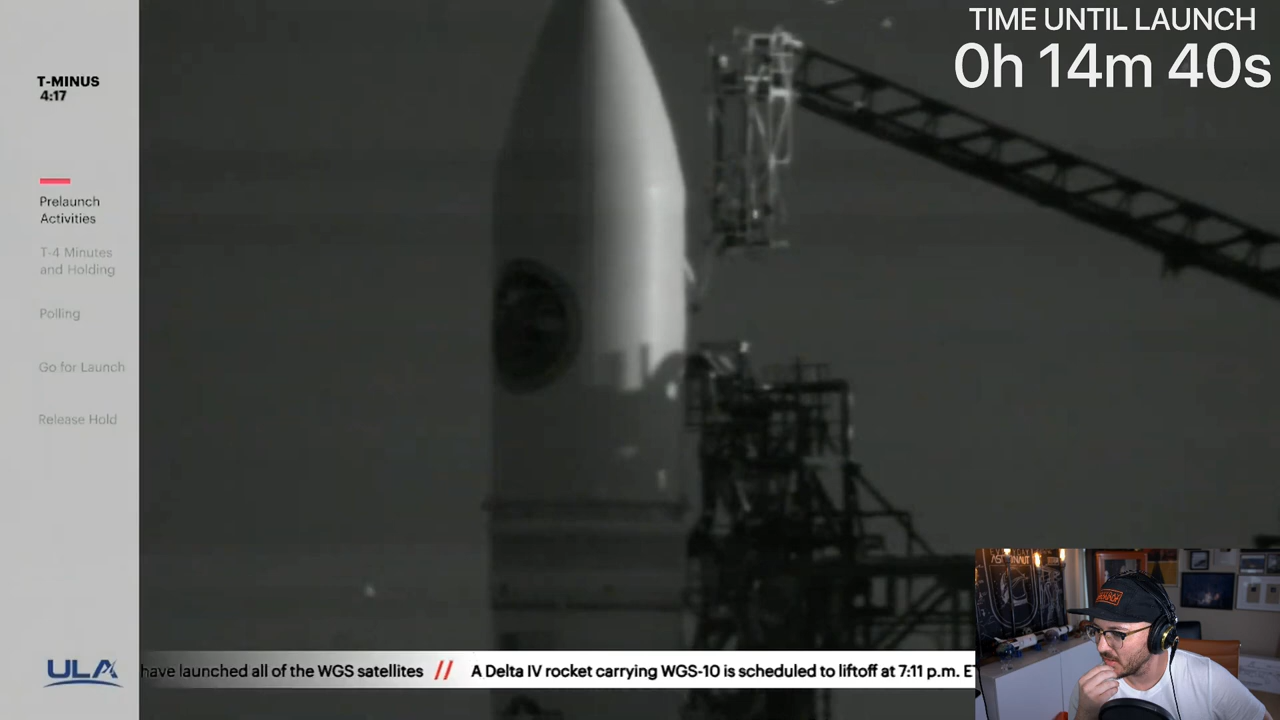 TIME UNTIL LAUNCH
0h 14m 40s
T-MINUS
4:17
Prelaunch
Activities
T-4 Minutes
and Holding
Polling
Go for Launch
Release Hold
ULA
have launched all of the WGS satellites // A Delta IV rocket carrying WGS-10 is scheduled to liftoff at 7:11 p.m. ET